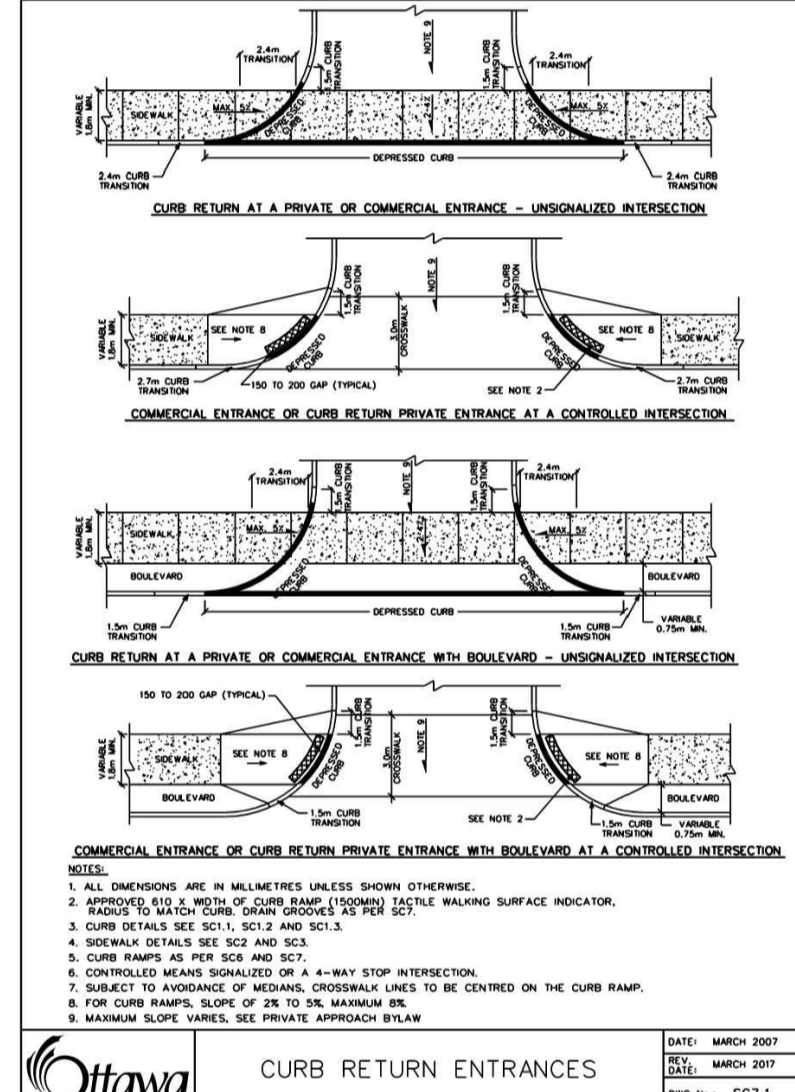 2.4m
TRANSITION
1.5m CURB
TRANSITION
NOTE 9
1.5m CURB
TRANSITION
2.4m
TRANSITION
VARIABLE
1.8m MIN.
SIDEWALK
MAX. 5%
DEPRESSED
CURB
2-4%
DEPRESSED
CURB
MAX. 5%
DEPRESSED CURB
2.4m CURB
TRANSITION
2.4m CURB
TRANSITION
CURB RETURN AT A PRIVATE OR COMMERCIAL ENTRANCE - UNSIGNALIZED INTERSECTION
VARIABLE
1.8m MIN.
SIDEWALK
SEE NOTE 8
1.5m CURB
TRANSITION
DEPRESSED
CURB
3.0m
CROSSWALK
NOTE 9
1.5m CURB
TRANSITION
DEPRESSED
CURB
SEE NOTE 8
SIDEWALK
2.7m CURB
TRANSITION
150 TO 200 GAP (TYPICAL)
SEE NOTE 2
2.7m CURB
TRANSITION
COMMERCIAL ENTRANCE OR CURB RETURN PRIVATE ENTRANCE AT A CONTROLLED INTERSECTION
2.4m
TRANSITION
1.5m CURB
TRANSITION
NOTE 9
1.5m CURB
TRANSITION
2.4m
TRANSITION
VARIABLE
1.8m MIN.
SIDEWALK
MAX. 5%
2-4%
MAX. 5%
BOULEVARD
DEPRESSED
CURB
DEPRESSED
CURB
BOULEVARD
DEPRESSED CURB
1.5m CURB
TRANSITION
1.5m CURB
TRANSITION
VARIABLE
0.75m MIN.
CURB RETURN AT A PRIVATE OR COMMERCIAL ENTRANCE WITH BOULEVARD - UNSIGNALIZED INTERSECTION
150 TO 200 GAP (TYPICAL)
VARIABLE
1.8m MIN.
SIDEWALK
SEE NOTE 8
DEPRESSED
CURB
1.5m CURB
TRANSITION
3.0m
CROSSWALK
NOTE 9
1.5m CURB
TRANSITION
DEPRESSED
CURB
SEE NOTE 8
BOULEVARD
BOULEVARD
1.5m CURB
TRANSITION
SEE NOTE 2
1.5m CURB
TRANSITION
VARIABLE
0.75m MIN.
COMMERCIAL ENTRANCE OR CURB RETURN PRIVATE ENTRANCE WITH BOULEVARD AT A CONTROLLED INTERSECTION
NOTES:
1. ALL DIMENSIONS ARE IN MILLIMETRES UNLESS SHOWN OTHERWISE.
2. APPROVED 610 X WIDTH OF CURB RAMP (1500MIN) TACTILE WALKING SURFACE INDICATOR,
RADIUS TO MATCH CURB. DRAIN GROOVES AS PER SC7.
3. CURB DETAILS SEE SC1.1, SC1.2 AND SC1.3.
4. SIDEWALK DETAILS SEE SC2 AND SC3.
5. CURB RAMPS AS PER SC6 AND SC7.
6. CONTROLLED MEANS SIGNALIZED OR A 4-WAY STOP INTERSECTION.
7. SUBJECT TO AVOIDANCE OF MEDIANS, CROSSWALK LINES TO BE CENTRED ON THE CURB RAMP.
8. FOR CURB RAMPS, SLOPE OF 2% TO 5%, MAXIMUM 8%.
9. MAXIMUM SLOPE VARIES, SEE PRIVATE APPROACH BYLAW
Ottawa
CURB RETURN ENTRANCES
DATE: MARCH 2007
REV.
DATE: MARCH 2017